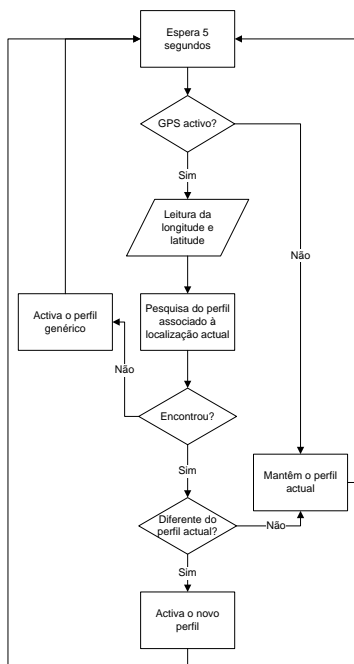 Espera 5
segundos
GPS activo?
Sim
Leitura da
longitude e
latitude
Não
Pesquisa do perfil
associado à
localização actual
Activa o perfil
genérico
Não
Encontrou?
Sim
Mantêm o perfil
actual
Diferente do
perfil actual?
Não
Sim
Activa o novo
perfil